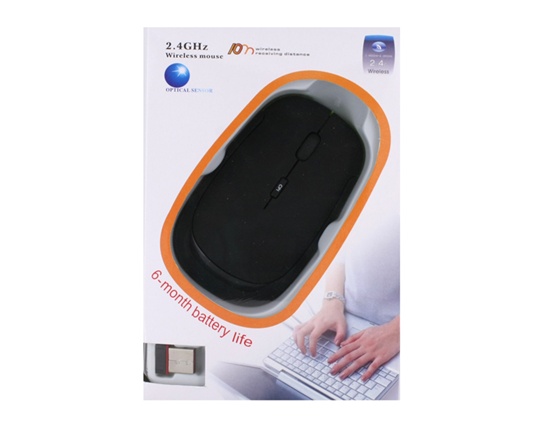 2.4GHz
Wireless mouse
10m wireless
receiving distance
OPTICAL SENSOR
2.4
Wireless
6-month battery life